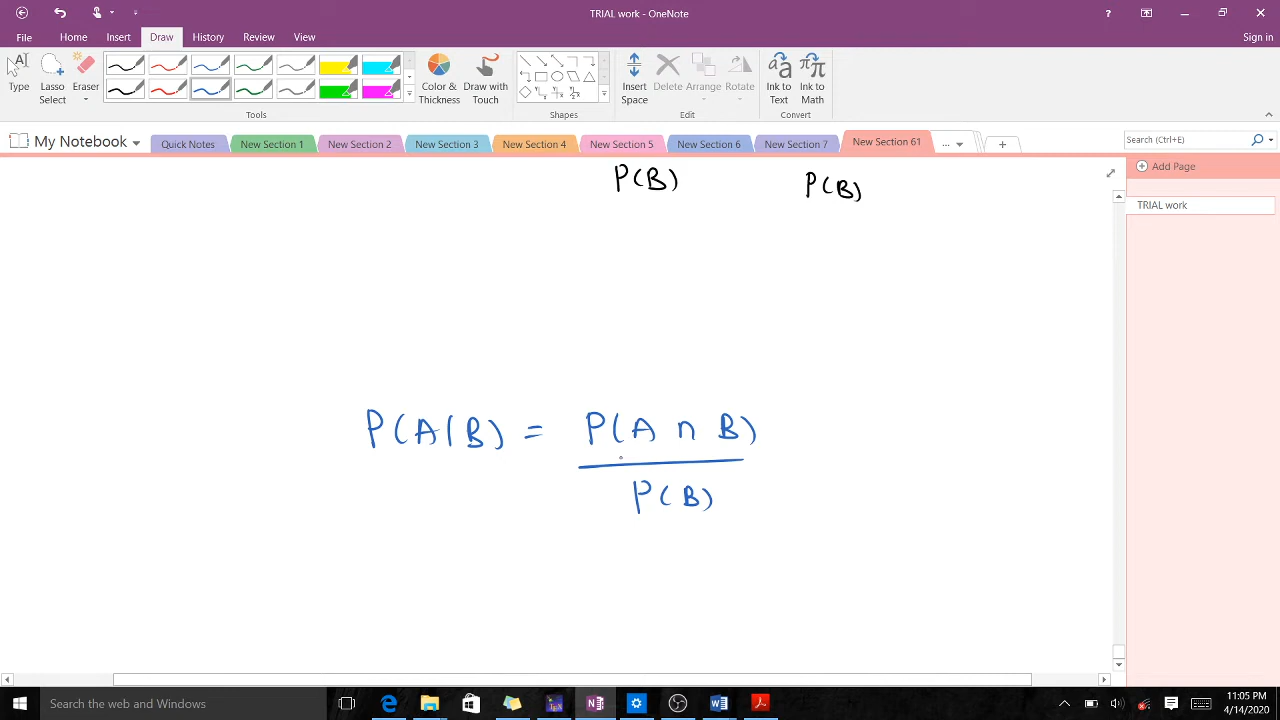 TRIAL work - OneNote
?
File Home Insert Draw History Review View Sign in
Type Lasso Select Eraser Color & Thickness Draw with Touch Insert Space Delete Arrange Rotate Ink to Text Ink to Math
Tools Shapes Edit Convert
My Notebook Quick Notes New Section 1 New Section 2 New Section 3 New Section 4 New Section 5 New Section 6 New Section 7 New Section 61 ... Search (Ctrl+E)
Add Page
P(B) P(B)
TRIAL work
P(A|B) = P(A ∩ B)
P(B)
Search the web and Windows
11:05 PM
4/14/2020